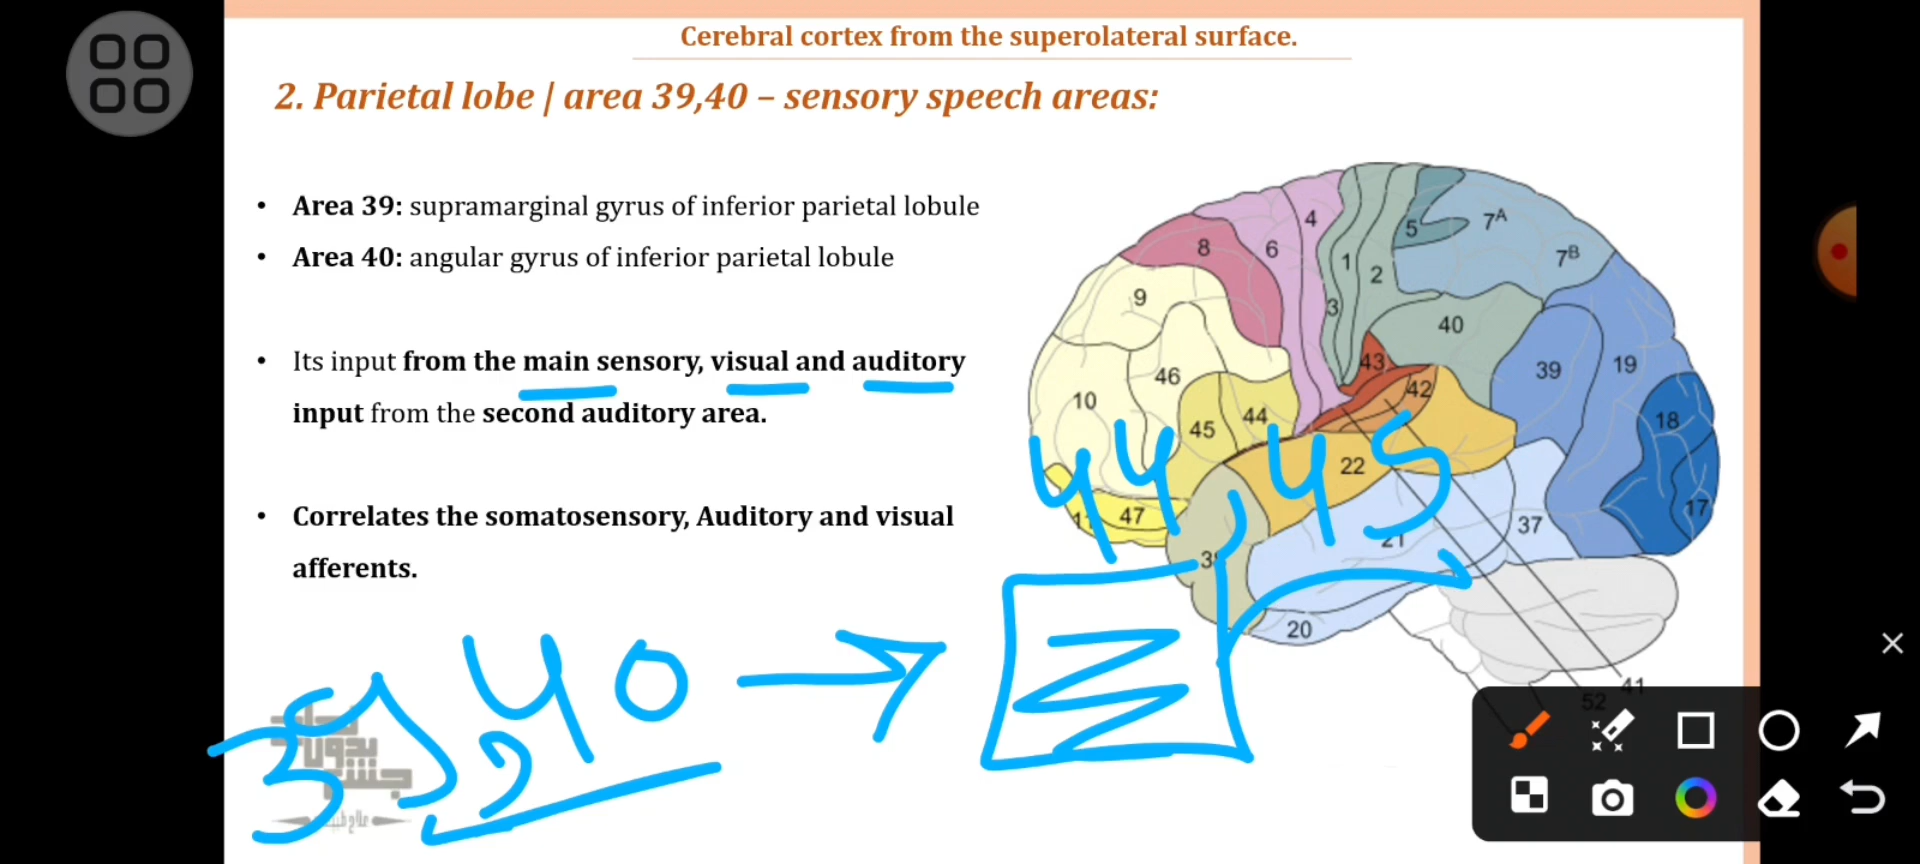 Cerebral cortex from the superolateral surface.
2. Parietal lobe | area 39,40 – sensory speech areas:
• Area 39: supramarginal gyrus of inferior parietal lobule
• Area 40: angular gyrus of inferior parietal lobule
• Its input from the main sensory, visual and auditory
input from the second auditory area.
• Correlates the somatosensory, Auditory and visual
afferents.
4
5
7A
8
6
7B
1
2
9
3
40
43
46
39
19
42
10
44
45
18
22
47
17
37
21
20
41
52
44, 45
40